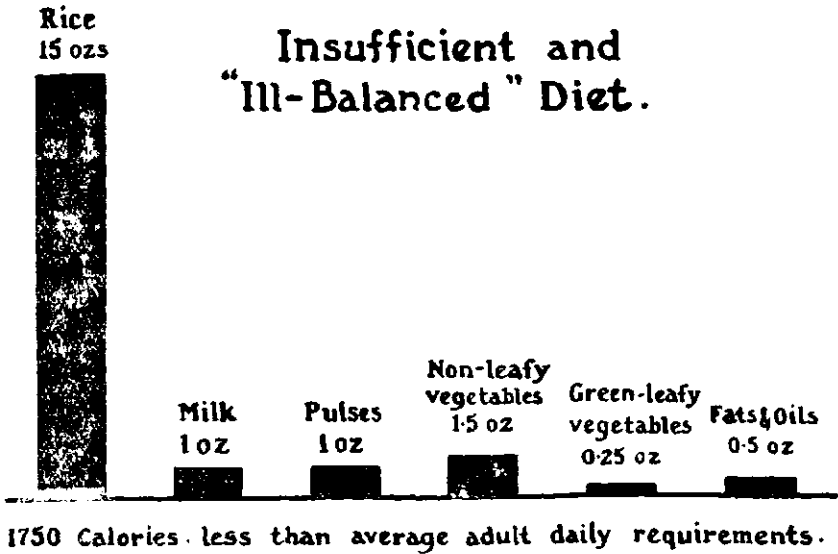 Insufficient and
“Ill-Balanced” Diet.
Rice
15 ozs
Milk
1 oz
Pulses
1 oz
Non-leafy
vegetables
1·5 oz
Green-leafy
vegetables
0·25 oz
Fats & Oils
0·5 oz
1750 Calories. less than average adult daily requirements.